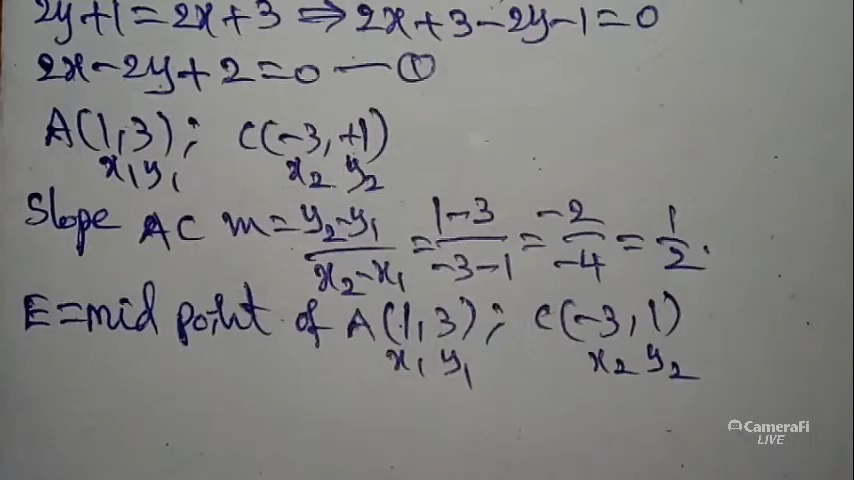 2y+1=2x+3 ⇒ 2x+3-2y-1=0
2x-2y+2=0 — ①
A(1,3); C(-3,+1)
x₁ y₁ x₂ y₂
Slope AC m = y₂-y₁/x₂-x₁ = 1-3/-3-1 = -2/-4 = 1/2.
E=mid point of A(1,3); C(-3,1)
x₁ y₁ x₂ y₂
CameraFi
LIVE